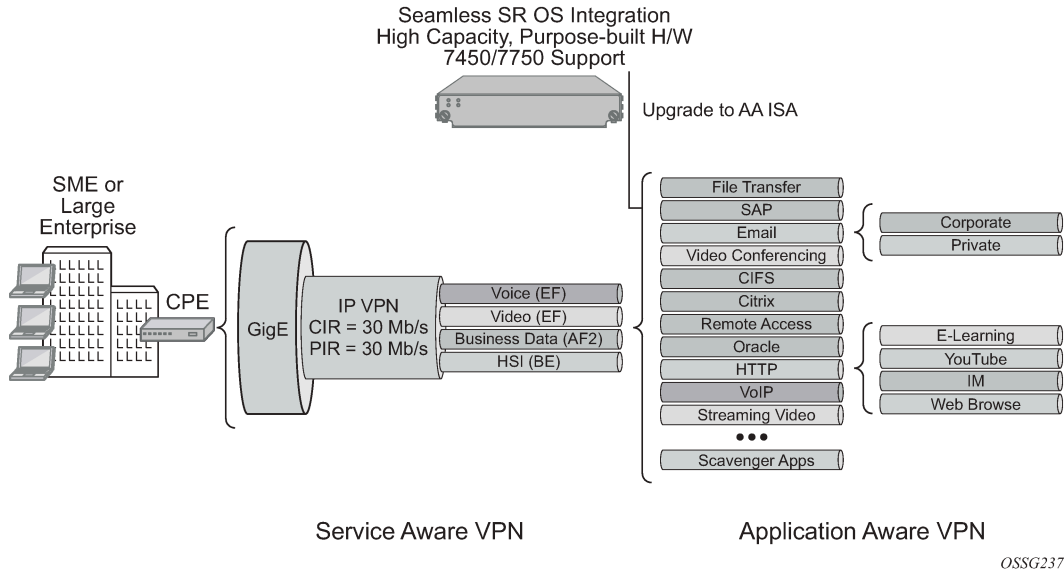 Seamless SR OS Integration
High Capacity, Purpose-built H/W
7450/7750 Support
Upgrade to AA ISA
SME or
Large
Enterprise
CPE
GigE
IP VPN
CIR = 30 Mb/s
PIR = 30 Mb/s
Voice (EF)
Video (EF)
Business Data (AF2)
HSI (BE)
File Transfer
SAP
Email
Video Conferencing
CIFS
Citrix
Remote Access
Oracle
HTTP
VoIP
Streaming Video
•••
Scavenger Apps
Corporate
Private
E-Learning
YouTube
IM
Web Browse
Service Aware VPN
Application Aware VPN
OSSG237